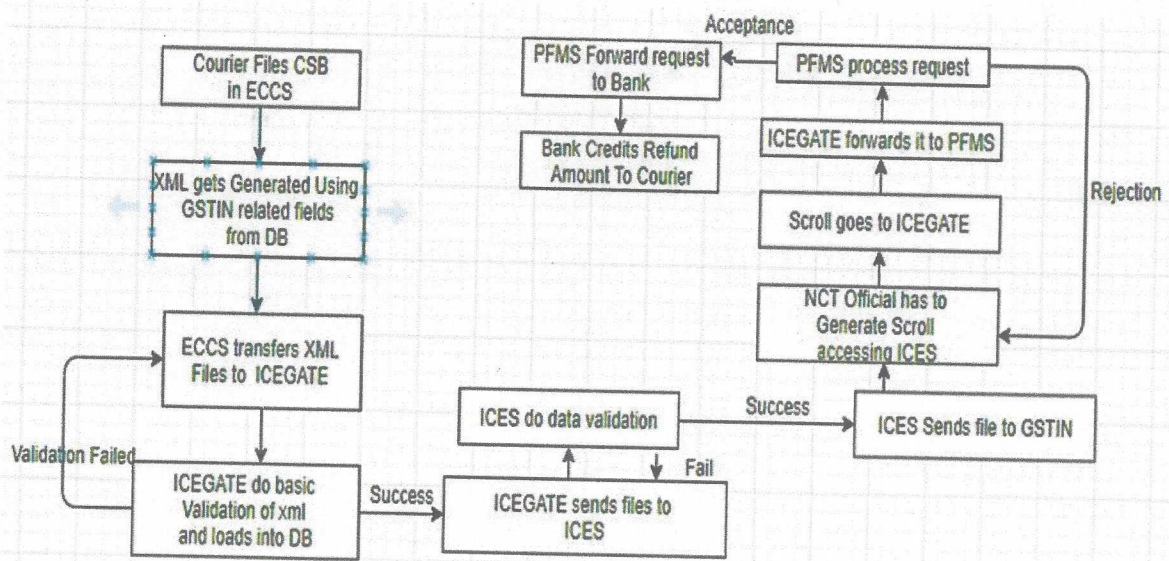 Courier Files CSB
in ECCS
XML gets Generated Using
GSTIN related fields
from DB
ECCS transfers XML
Files to ICEGATE
Validation Failed
ICEGATE do basic
Validation of xml
and loads into DB
Success
ICEGATE sends files to
ICES
Fail
ICES do data validation
Success
ICES Sends file to GSTIN
NCT Official has to
Generate Scroll
accessing ICES
Scroll goes to ICEGATE
ICEGATE forwards it to PFMS
PFMS process request
Rejection
Acceptance
PFMS Forward request
to Bank
Bank Credits Refund
Amount To Courier